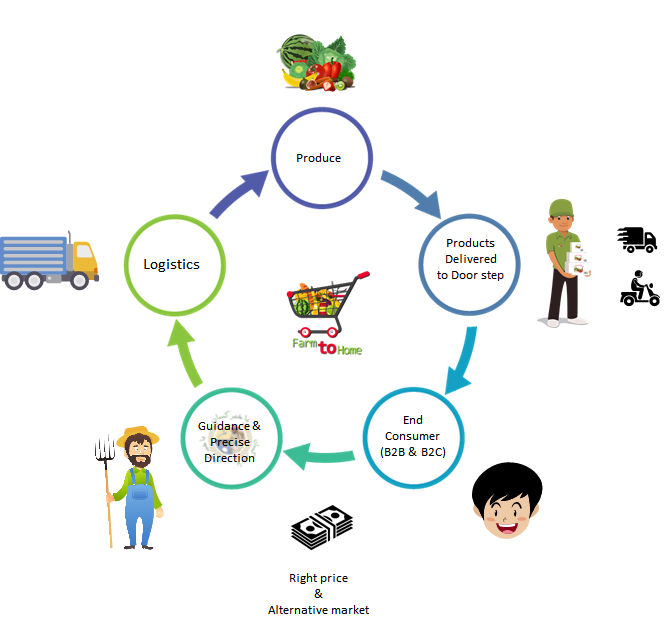 Produce
Products
Delivered
to Door step
Logistics
Farm to Home
End
Consumer
(B2B & B2C)
Guidance &
Precise
Direction
Right price
&
Alternative market